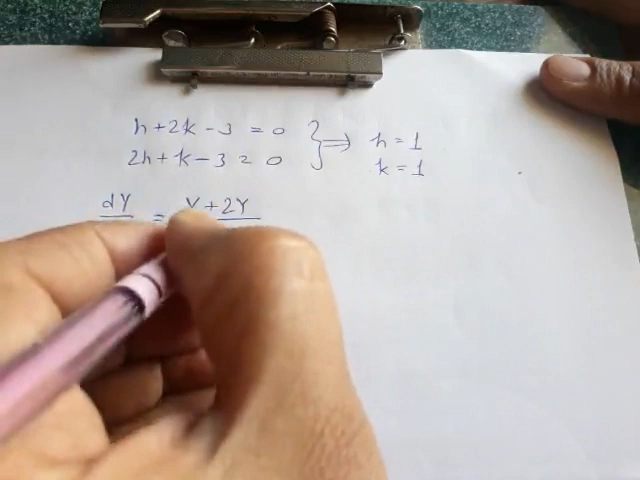 h + 2k - 3 = 0 } ⇒ h = 1
2h + k - 3 = 0 k = 1
dY = X + 2Y